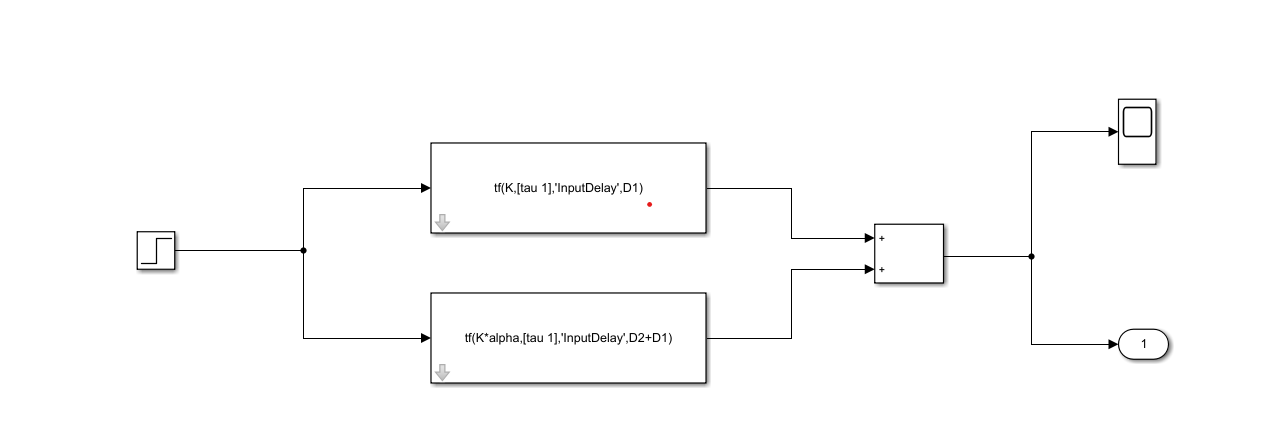 tf(K,[tau 1],'InputDelay',D1)
+
+
tf(K*alpha,[tau 1],'InputDelay',D2+D1)
1